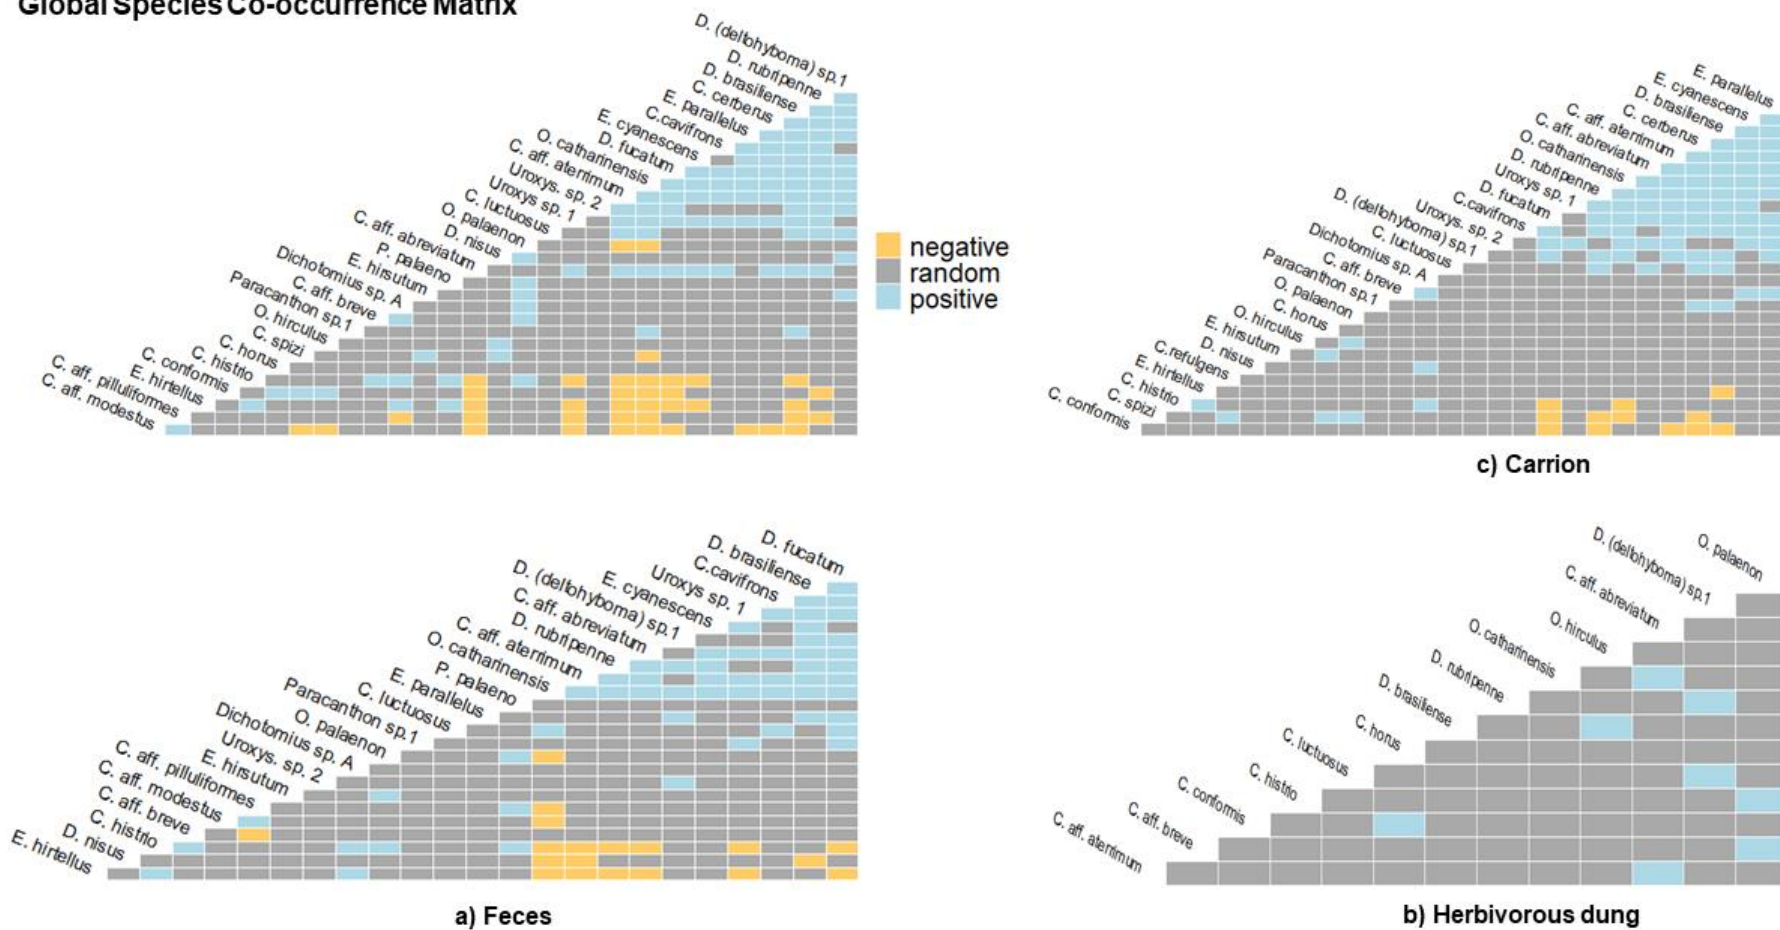 Global Species Co-occurrence Matrix
D. (deltohyboma) sp.1
D. rubripenne
D. brasiliense
C. cerberus
E. parallelus
C.cavifrons
E. cyanescens
D. fucatum
O. catharinensis
C. aff. aterrimum
Uroxys. sp. 2
Uroxys sp. 1
C. luctuosus
O. palaenon
D. nisus
C. aff. abreviatum
P. palaeno
E. hirsutum
Dichotomius sp. A
C. aff. breve
Paracanthon sp.1
O. hirculus
C. spizi
C. horus
C. histrio
C. conformis
E. hirtellus
C. aff. pilluliformes
C. aff. modestus
negative
random
positive
E. parallelus
E. cyanescens
D. brasiliense
C. cerberus
C. aff. aterrimum
C. aff. abreviatum
O. catharinensis
D. rubripenne
Uroxys sp. 1
D. fucatum
C.cavifrons
Uroxys. sp. 2
D. (deltohyboma) sp.1
C. luctuosus
Dichotomius sp. A
C. aff. breve
Paracanthon sp.1
O. palaenon
C. horus
O. hirculus
E. hirsutum
D. nisus
C.refulgens
E. hirtellus
C. histrio
C. spizi
C. conformis
c) Carrion
D. fucatum
D. brasiliense
C.cavifrons
Uroxys sp. 1
E. cyanescens
D. (deltohyboma) sp.1
C. aff. abreviatum
D. rubripenne
C. aff. aterrimum
O. catharinensis
P. palaeno
E. parallelus
C. luctuosus
Paracanthon sp.1
O. palaenon
Dichotomius sp. A
Uroxys. sp. 2
E. hirsutum
C. aff. pilluliformes
C. aff. modestus
C. aff. breve
C. histrio
D. nisus
E. hirtellus
a) Feces
O. palaenon
D. (deltohyboma) sp.1
C. aff. abreviatum
O. hirculus
O. catharinensis
D. rubripenne
D. brasiliense
C. horus
C. luctuosus
C. histrio
C. conformis
C. aff. breve
C. aff. aterrimum
b) Herbivorous dung